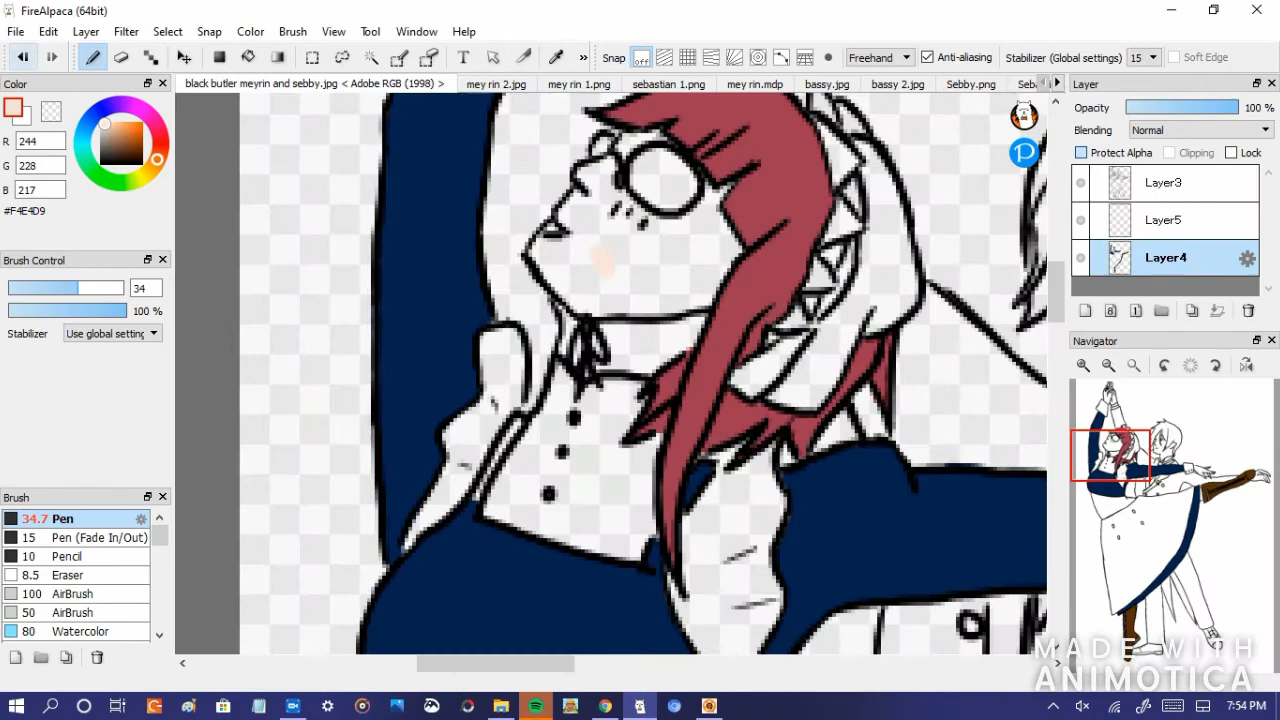 FireAlpaca (64bit)
File Edit Layer Filter Select Snap Color Brush View Tool Window Help
T » Snap off Freehand Anti-aliasing Stabilizer (Global settings) 15 Soft Edge
Color
black butler meyrin and sebby.jpg < Adobe RGB (1998) > mey rin 2.jpg mey rin 1.png sebastian 1.png mey rin.mdp bassy.jpg bassy 2.jpg Sebby.png Seb
Layer
Opacity 100 %
Blending Normal
Protect Alpha Clipping Lock
R 244
G 228
B 217
#F4E4D9
Layer3
Layer5
Layer4
Brush Control
34
100 %
Stabilizer Use global setting
Navigator
Brush
34.7 Pen
15 Pen (Fade In/Out)
10 Pencil
8.5 Eraser
100 AirBrush
50 AirBrush
80 Watercolor
MADE WITH
ANIMOTICA
7:24 PM